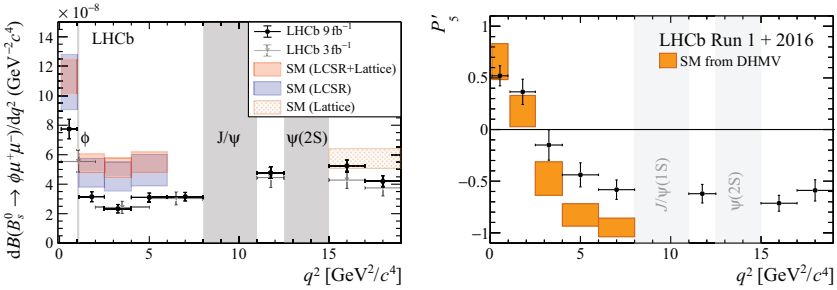 ×10⁻⁸
dB(B⁰ₛ → ϕμ⁺μ⁻)/dq² (GeV⁻²c⁴)
14
12
10
8
6
4
2
0
LHCb
LHCb 9 fb⁻¹
LHCb 3 fb⁻¹
SM (LCSR+Lattice)
SM (LCSR)
SM (Lattice)
ϕ
J/ψ
ψ(2S)
0 5 10 15
q² [GeV²/c⁴]
P′₅
1
0.5
0
−0.5
−1
LHCb Run 1 + 2016
SM from DHMV
J/ψ(1S)
ψ(2S)
0 5 10 15
q² [GeV²/c⁴]